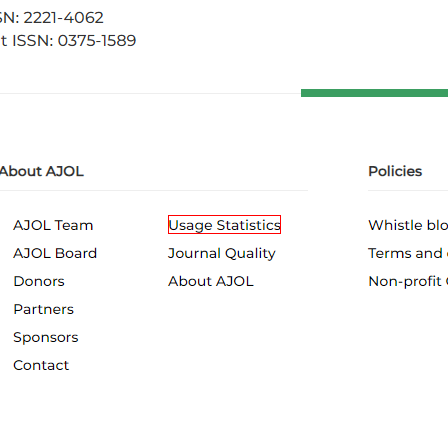 SN: 2221-4062
t ISSN: 0375-1589
About AJOL
AJOL Team
AJOL Board
Donors
Partners
Sponsors
Contact
Usage Statistics
Journal Quality
About AJOL
Policies
Whistle blo
Terms and
Non-profit